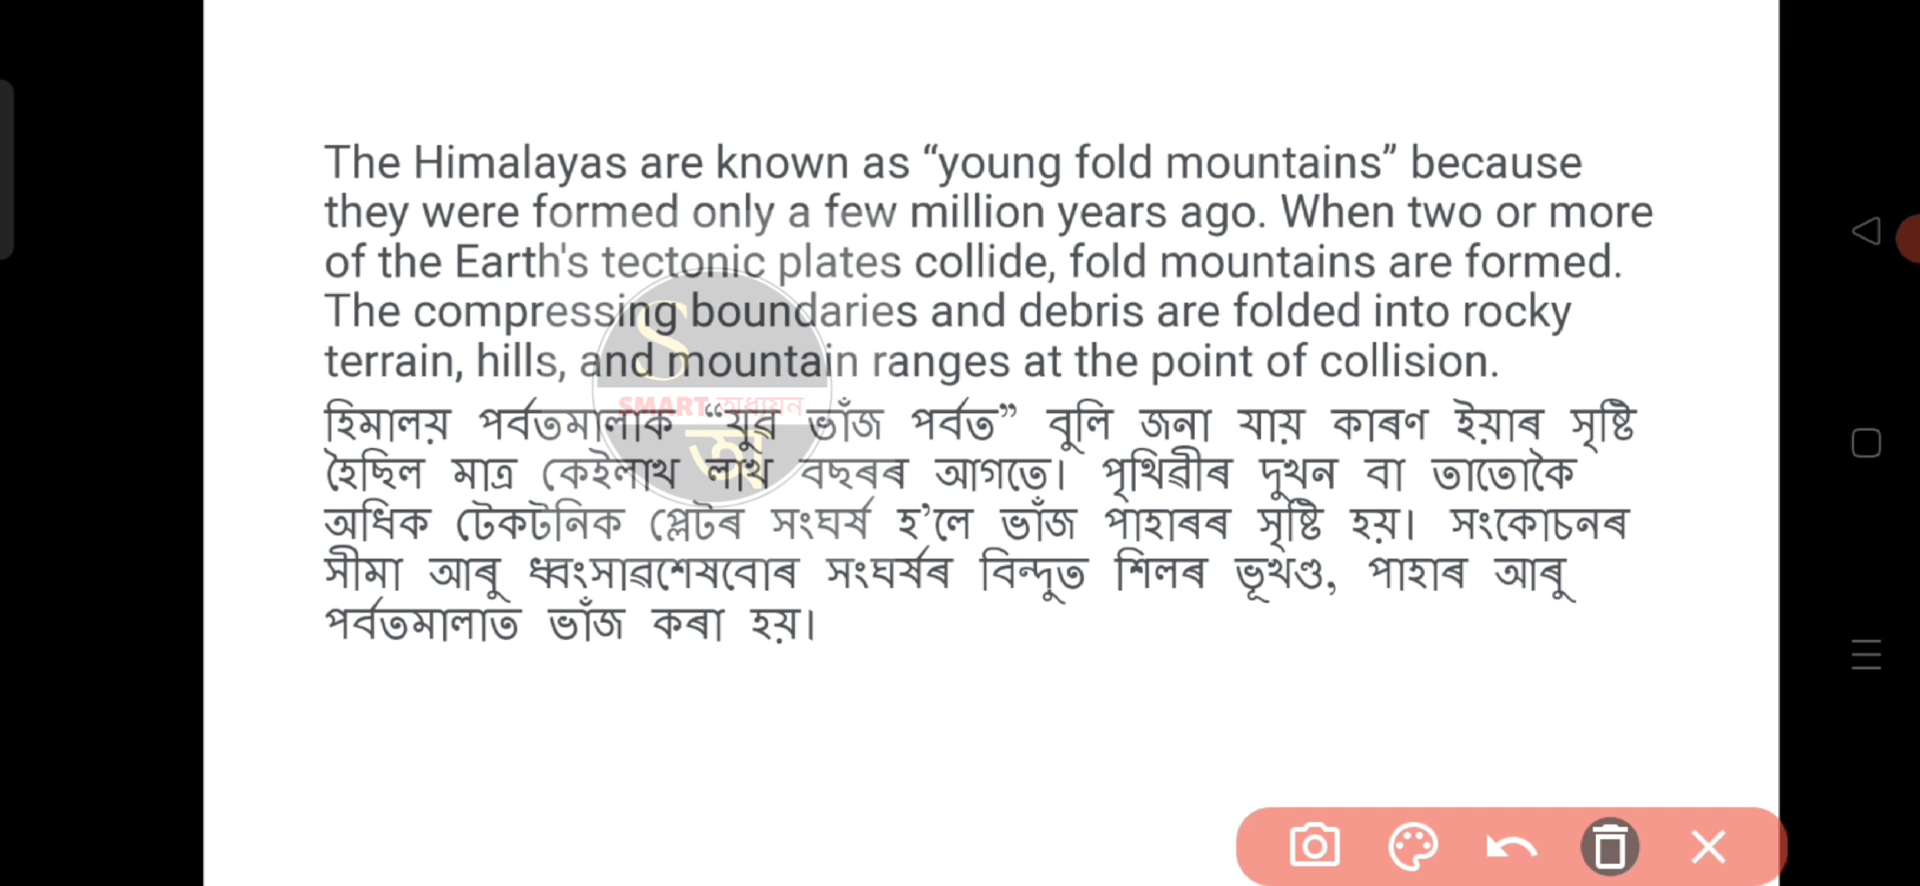 The Himalayas are known as “young fold mountains” because
they were formed only a few million years ago. When two or more
of the Earth's tectonic plates collide, fold mountains are formed.
The compressing boundaries and debris are folded into rocky
terrain, hills, and mountain ranges at the point of collision.
SMART অধ্যয়ন
হিমালয় পৰ্বতমালাক “যুৱ ভাঁজ পৰ্বত” বুলি জনা যায় কাৰণ ইয়াৰ সৃষ্টি
হৈছিল মাত্ৰ কেইলাখ লাখ বছৰৰ আগতে। পৃথিৱীৰ দুখন বা তাতোকৈ
অধিক টেকটনিক প্লেটৰ সংঘৰ্ষ হ’লে ভাঁজ পাহাৰৰ সৃষ্টি হয়। সংকোচনৰ
সীমা আৰু ধ্বংসাৱশেষবোৰ সংঘৰ্ষৰ বিন্দুত শিলৰ ভূখণ্ড, পাহাৰ আৰু
পৰ্বতমালাত ভাঁজ কৰা হয়।